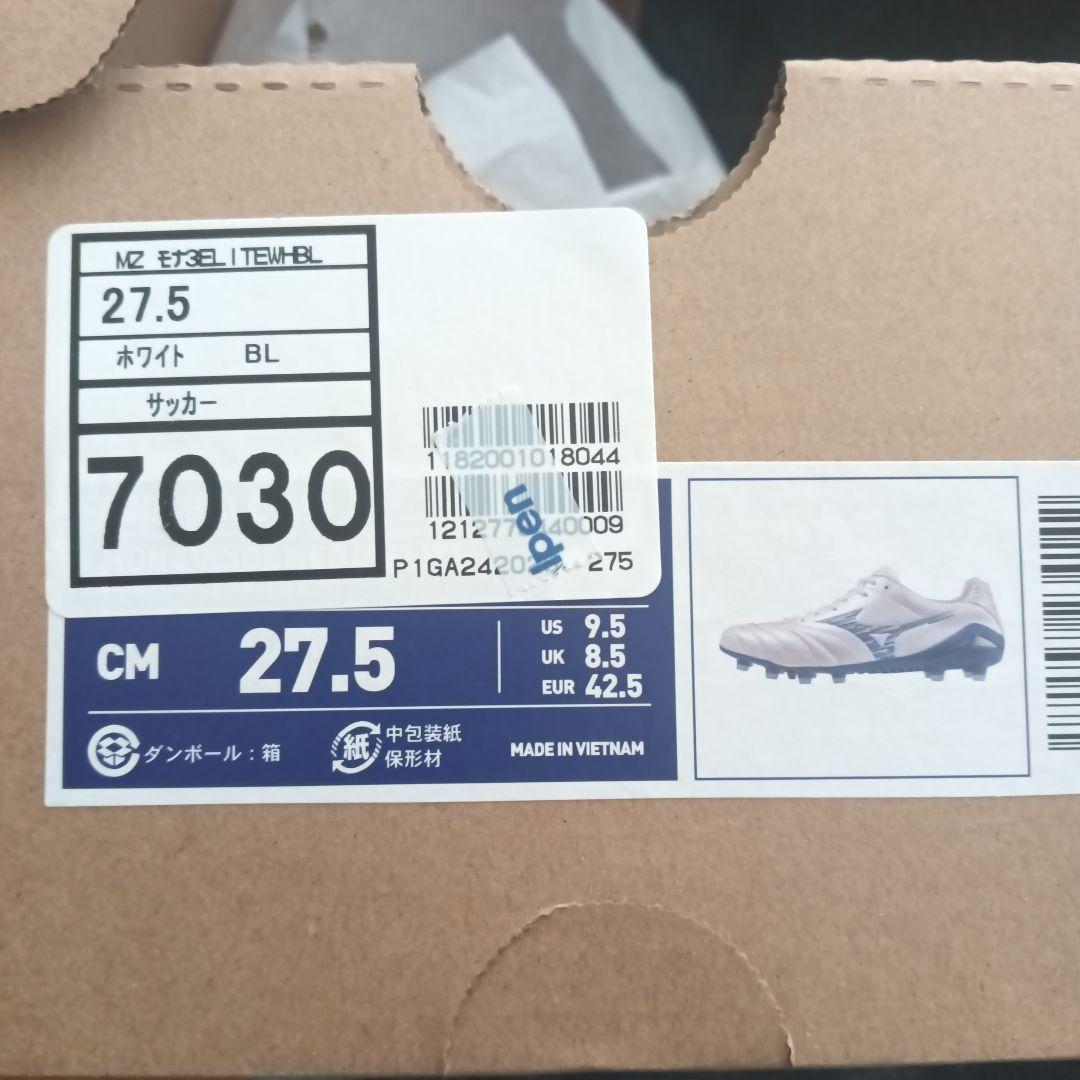 MZ モナ3ELITEWHBL
27.5
ホワイト BL
サッカー
7030
1182001018044
P1GA242 275
CM 27.5
US 9.5
UK 8.5
EUR 42.5
ダンボール：箱
紙
中包装紙
保形材
MADE IN VIETNAM